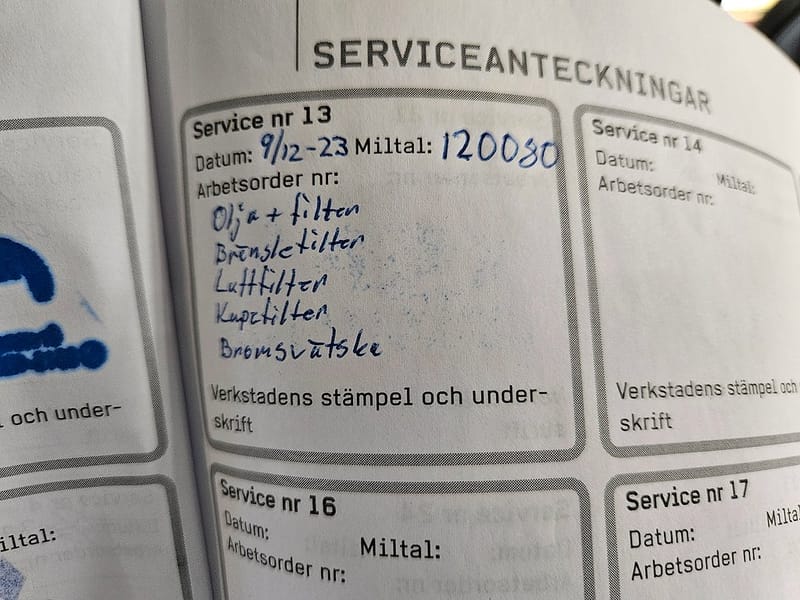 SERVICEANTECKNINGAR
Service nr 13
Datum: 9/12-23 Miltal: 120080
Arbetsorder nr:
Olja + filter
Bränslefilter
Luftfilter
Kupefilter
Bromsvätska
Verkstadens stämpel och under-
skrift
Service nr 14
Datum: Miltal:
Arbetsorder nr:
Verkstadens stämpel och
skrift
l och under-
iltal:
Service nr 16
Datum: Miltal:
Arbetsorder nr:
Service nr 17
Datum: Milta
Arbetsorder nr: